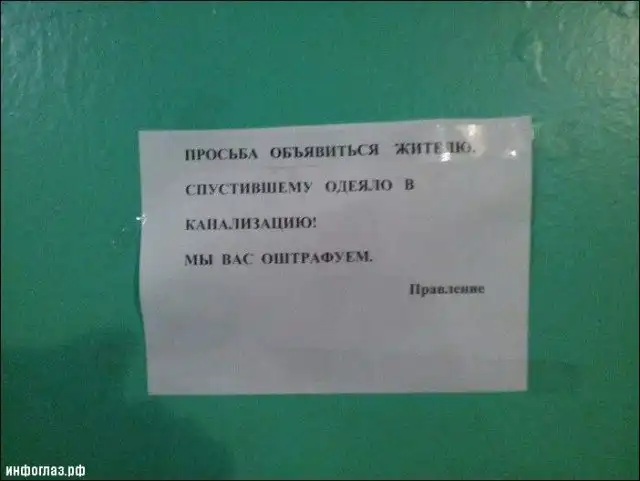 ПРОСЬБА ОБЪЯВИТЬСЯ ЖИТЕЛЮ,
СПУСТИВШЕМУ ОДЕЯЛО В
КАНАЛИЗАЦИЮ!
МЫ ВАС ОШТРАФУЕМ.
Правление
инфоглаз.рф